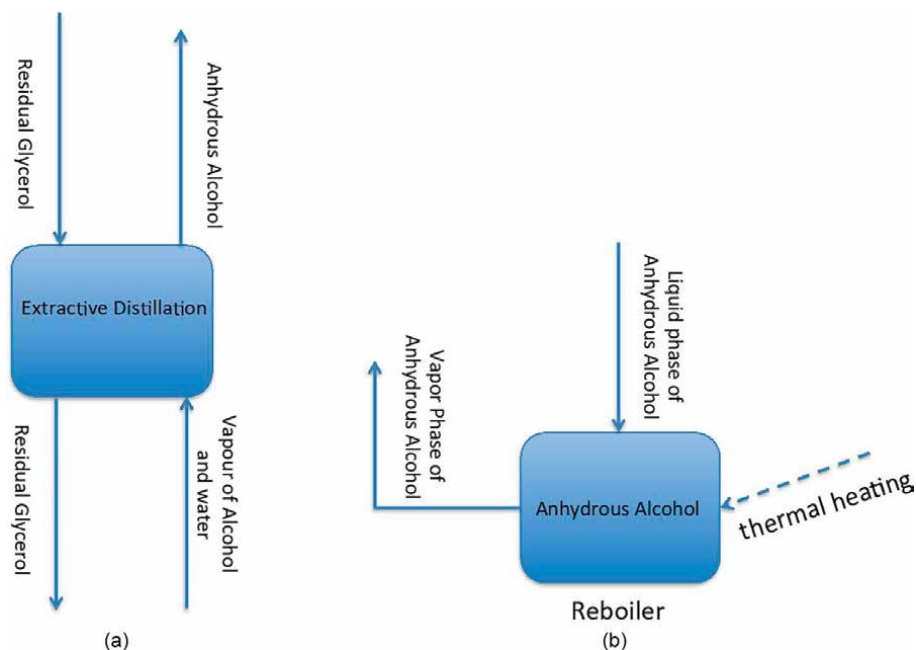 Residual Glycerol
Anhydrous Alcohol
Extractive Distillation
Residual Glycerol
Vapour of Alcohol
and water
(a)
Liquid phase of
Anhydrous Alcohol
Vapor Phase of
Anhydrous Alcohol
Anhydrous Alcohol
thermal heating
Reboiler
(b)